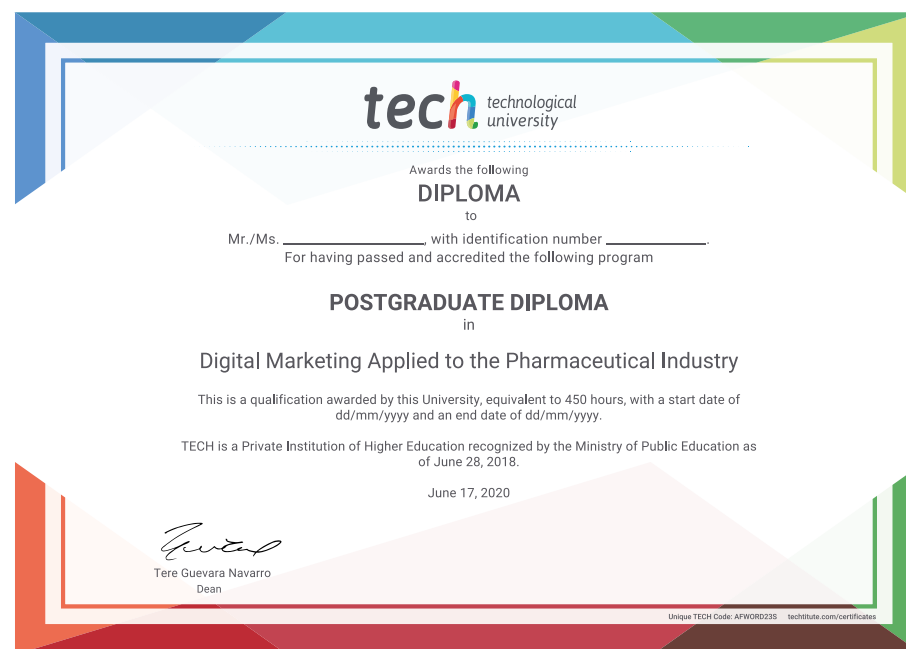 tech technological
university
Awards the following
DIPLOMA
to
Mr./Ms. ____________________, with identification number ______________.
For having passed and accredited the following program
POSTGRADUATE DIPLOMA
in
Digital Marketing Applied to the Pharmaceutical Industry
This is a qualification awarded by this University, equivalent to 450 hours, with a start date of
dd/mm/yyyy and an end date of dd/mm/yyyy.
TECH is a Private Institution of Higher Education recognized by the Ministry of Public Education as
of June 28, 2018.
June 17, 2020
Tere Guevara Navarro
Dean
Unique TECH Code: AFWORD23S techtitute.com/certificates